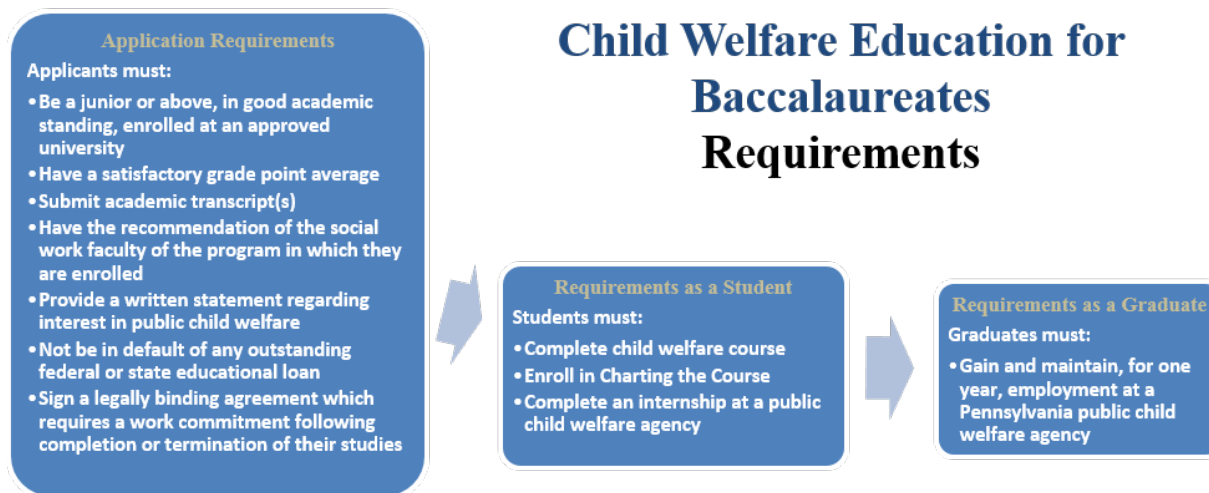 Child Welfare Education for
Baccalaureates
Requirements
Application Requirements
Applicants must:
•Be a junior or above, in good academic
standing, enrolled at an approved
university
•Have a satisfactory grade point average
•Submit academic transcript(s)
•Have the recommendation of the social
work faculty of the program in which they
are enrolled
•Provide a written statement regarding
interest in public child welfare
•Not be in default of any outstanding
federal or state educational loan
•Sign a legally binding agreement which
requires a work commitment following
completion or termination of their studies
Requirements as a Student
Students must:
•Complete child welfare course
•Enroll in Charting the Course
•Complete an internship at a public
child welfare agency
Requirements as a Graduate
Graduates must:
•Gain and maintain, for one
year, employment at a
Pennsylvania public child
welfare agency